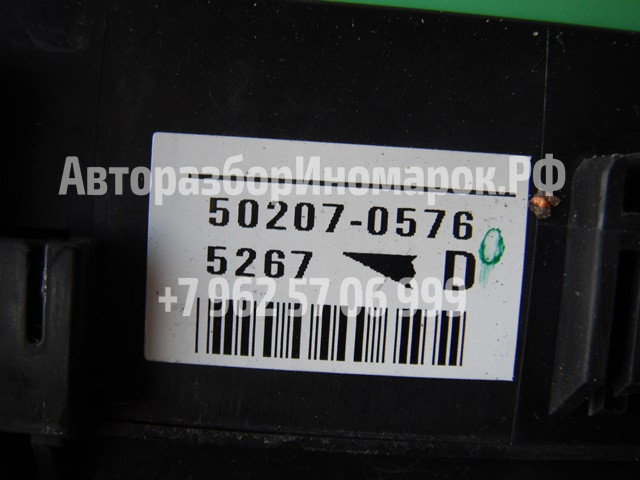 АвторазборИномарок.РФ
50207-0576
5267 D
+7 962 57 06 999